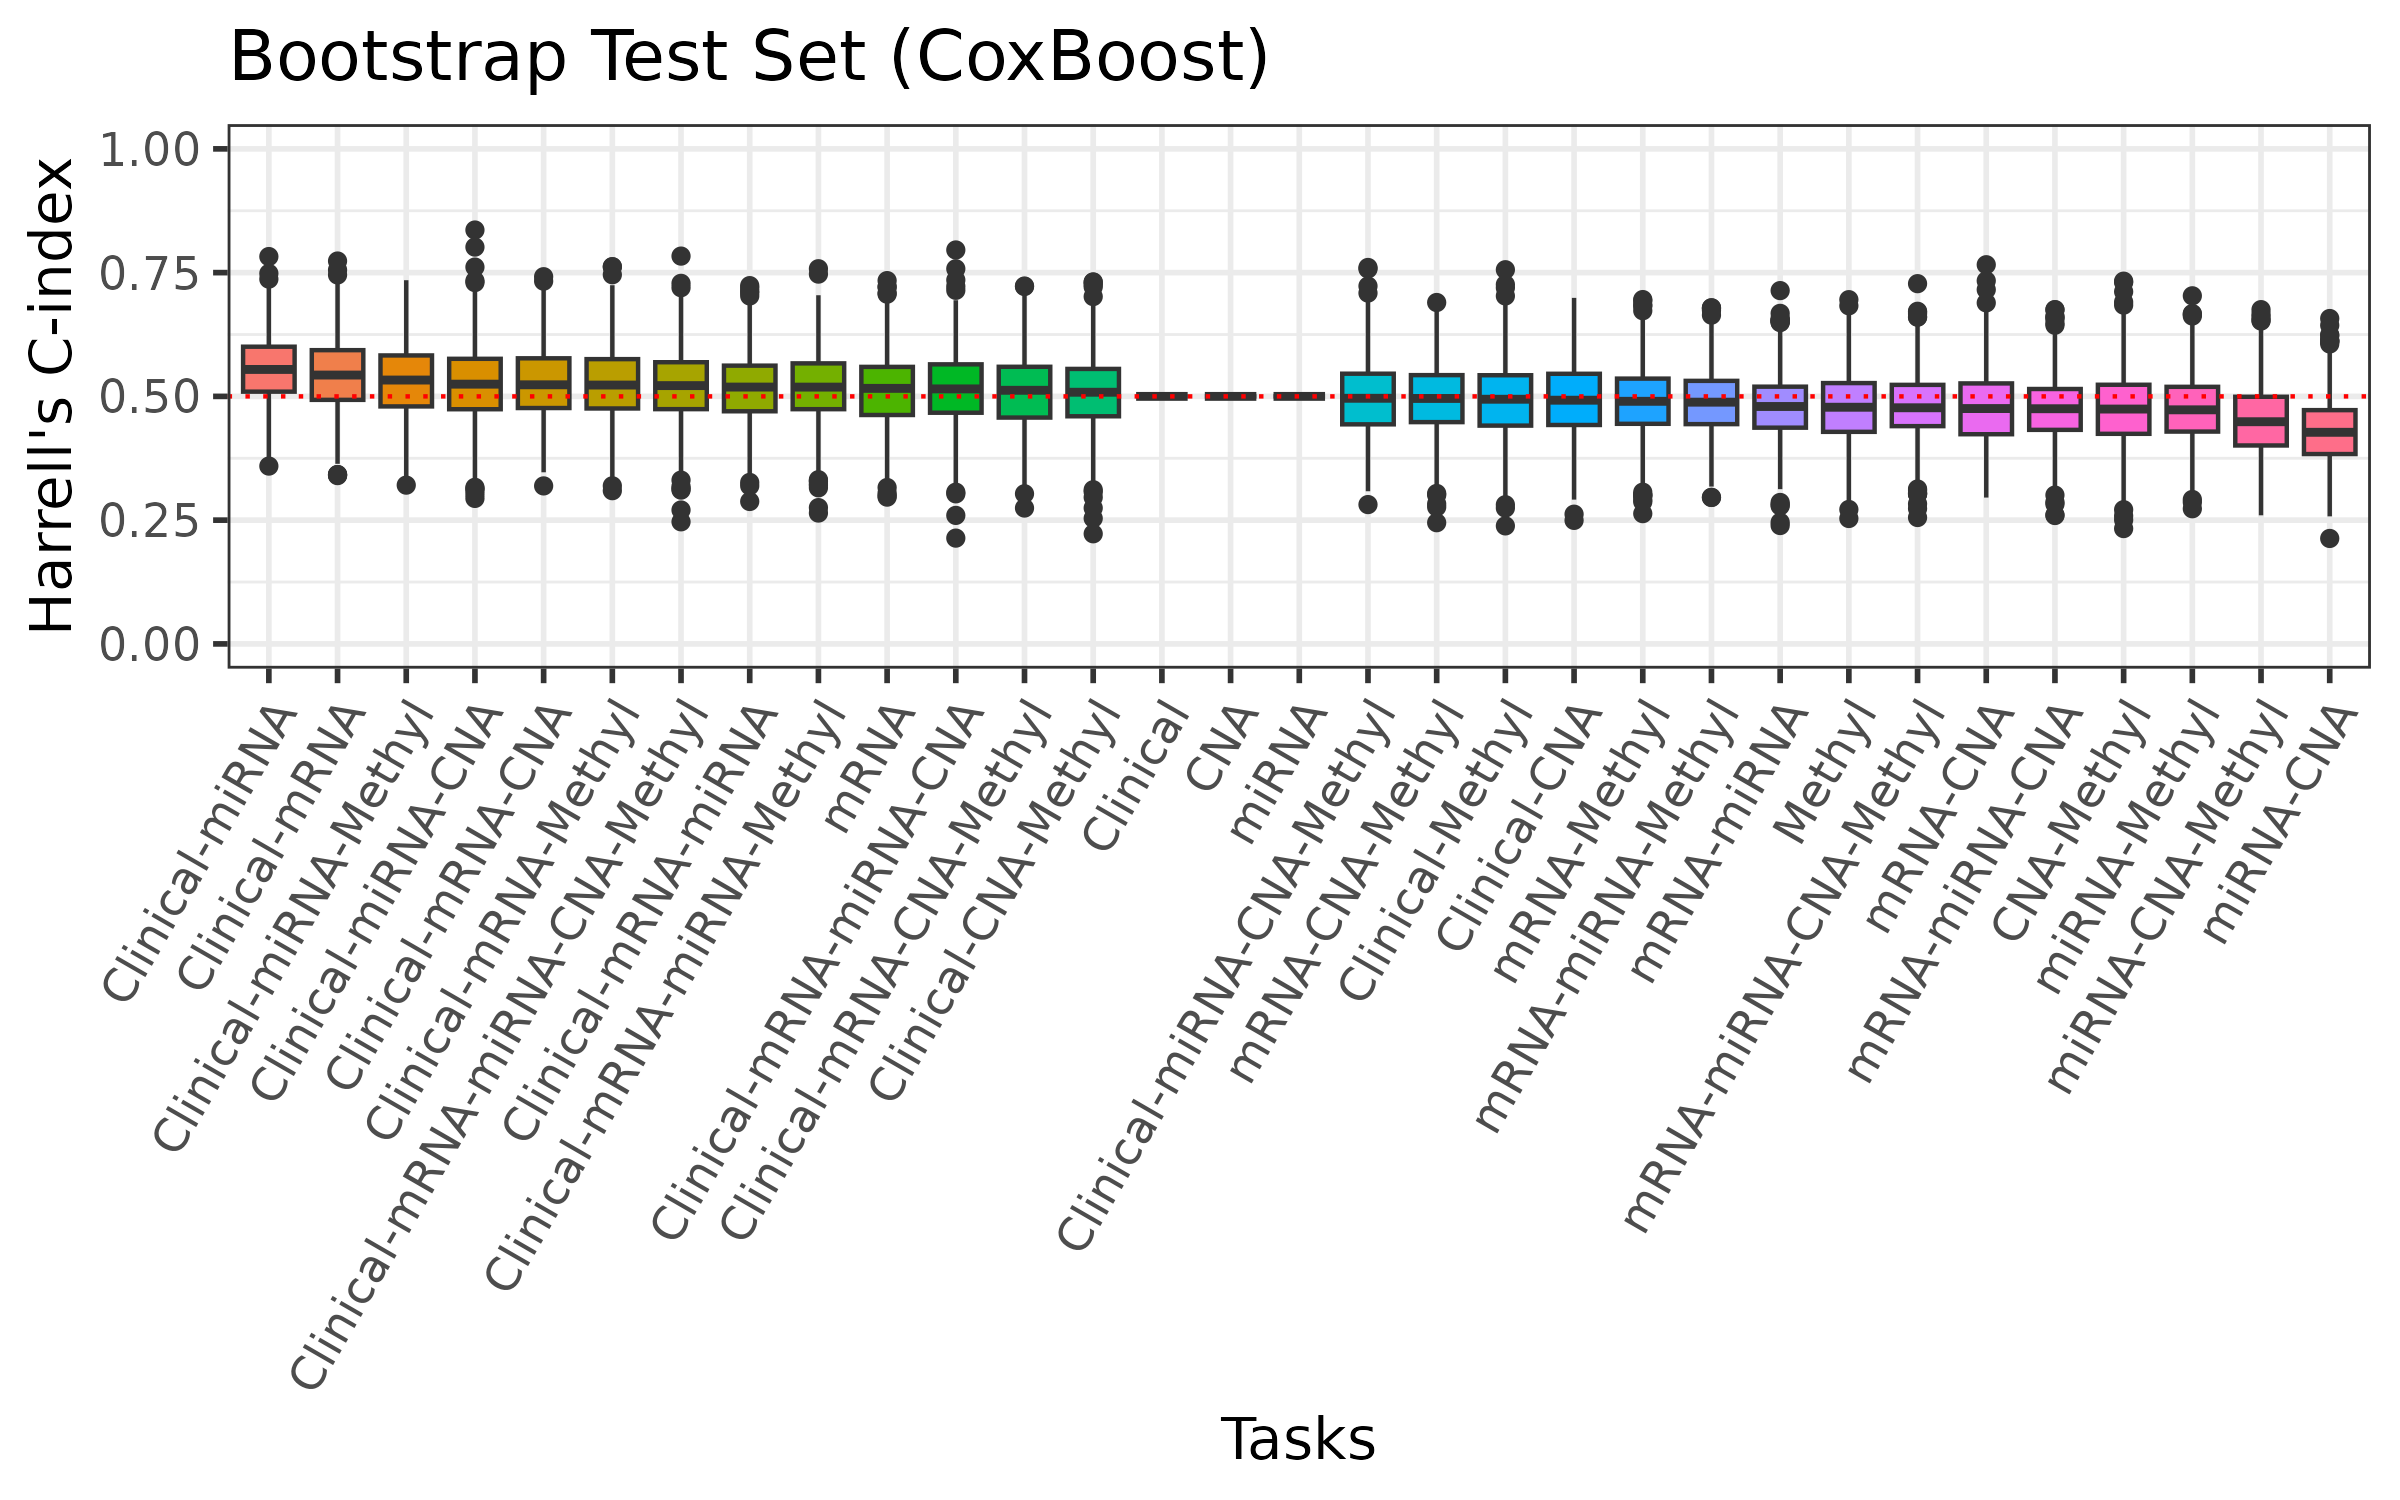 Bootstrap Test Set (CoxBoost)
Harrell's C-index
1.00
0.75
0.50
0.25
0.00
Clinical-miRNA
Clinical-mRNA
Clinical-miRNA-Methyl
Clinical-miRNA-CNA
Clinical-mRNA-CNA
Clinical-mRNA-Methyl
Clinical-mRNA-miRNA-CNA-Methyl
Clinical-mRNA-miRNA
Clinical-mRNA-miRNA-Methyl
mRNA
Clinical-mRNA-miRNA-CNA
Clinical-mRNA-CNA-Methyl
Clinical-CNA-Methyl
Clinical
CNA
miRNA
Clinical-miRNA-CNA-Methyl
mRNA-CNA-Methyl
Clinical-Methyl
Clinical-CNA
mRNA-Methyl
mRNA-miRNA-Methyl
mRNA-miRNA
Methyl
mRNA-miRNA-CNA-Methyl
mRNA-CNA
mRNA-miRNA-CNA
CNA-Methyl
miRNA-Methyl
miRNA-CNA-Methyl
miRNA-CNA
Tasks